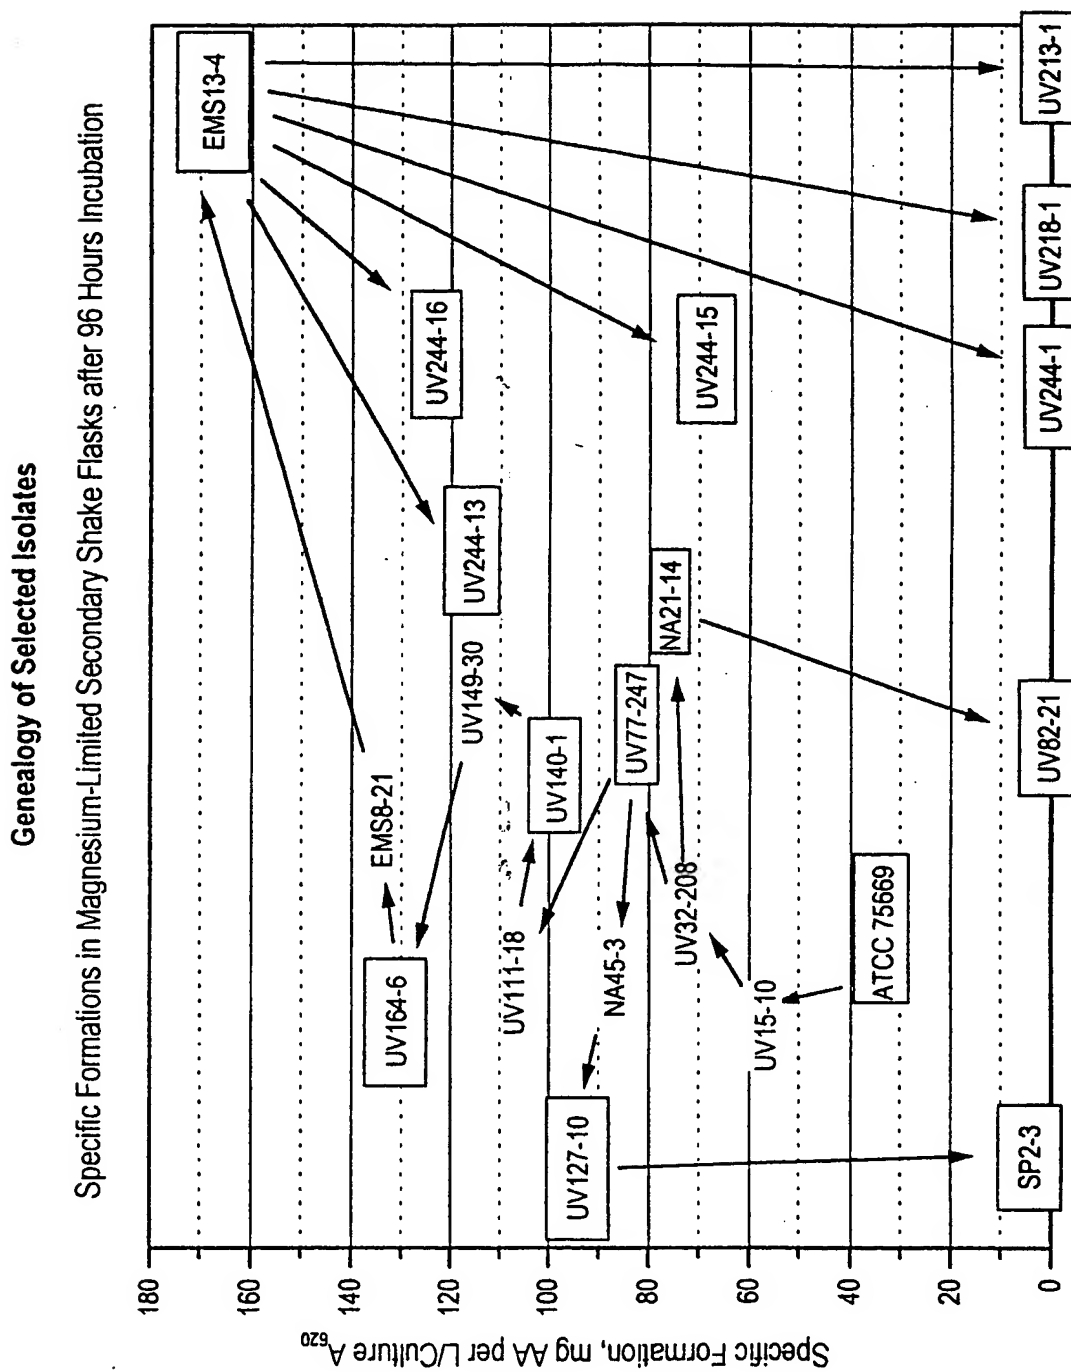 Genealogy of Selected Isolates
Specific Formations in Magnesium-Limited Secondary Shake Flasks after 96 Hours Incubation
Specific Formation, mg AA per L/Culture A620
180
160
140
120
100
80
60
40
20
0
EMS13-4
UV164-6
EMS8-21
UV244-16
UV149-30
UV244-13
UV111-18
UV140-1
UV127-10
NA45-3
UV77-247
NA21-14
UV244-15
UV32-208
UV15-10
ATCC 75669
SP2-3
UV82-21
UV244-1
UV218-1
UV213-1